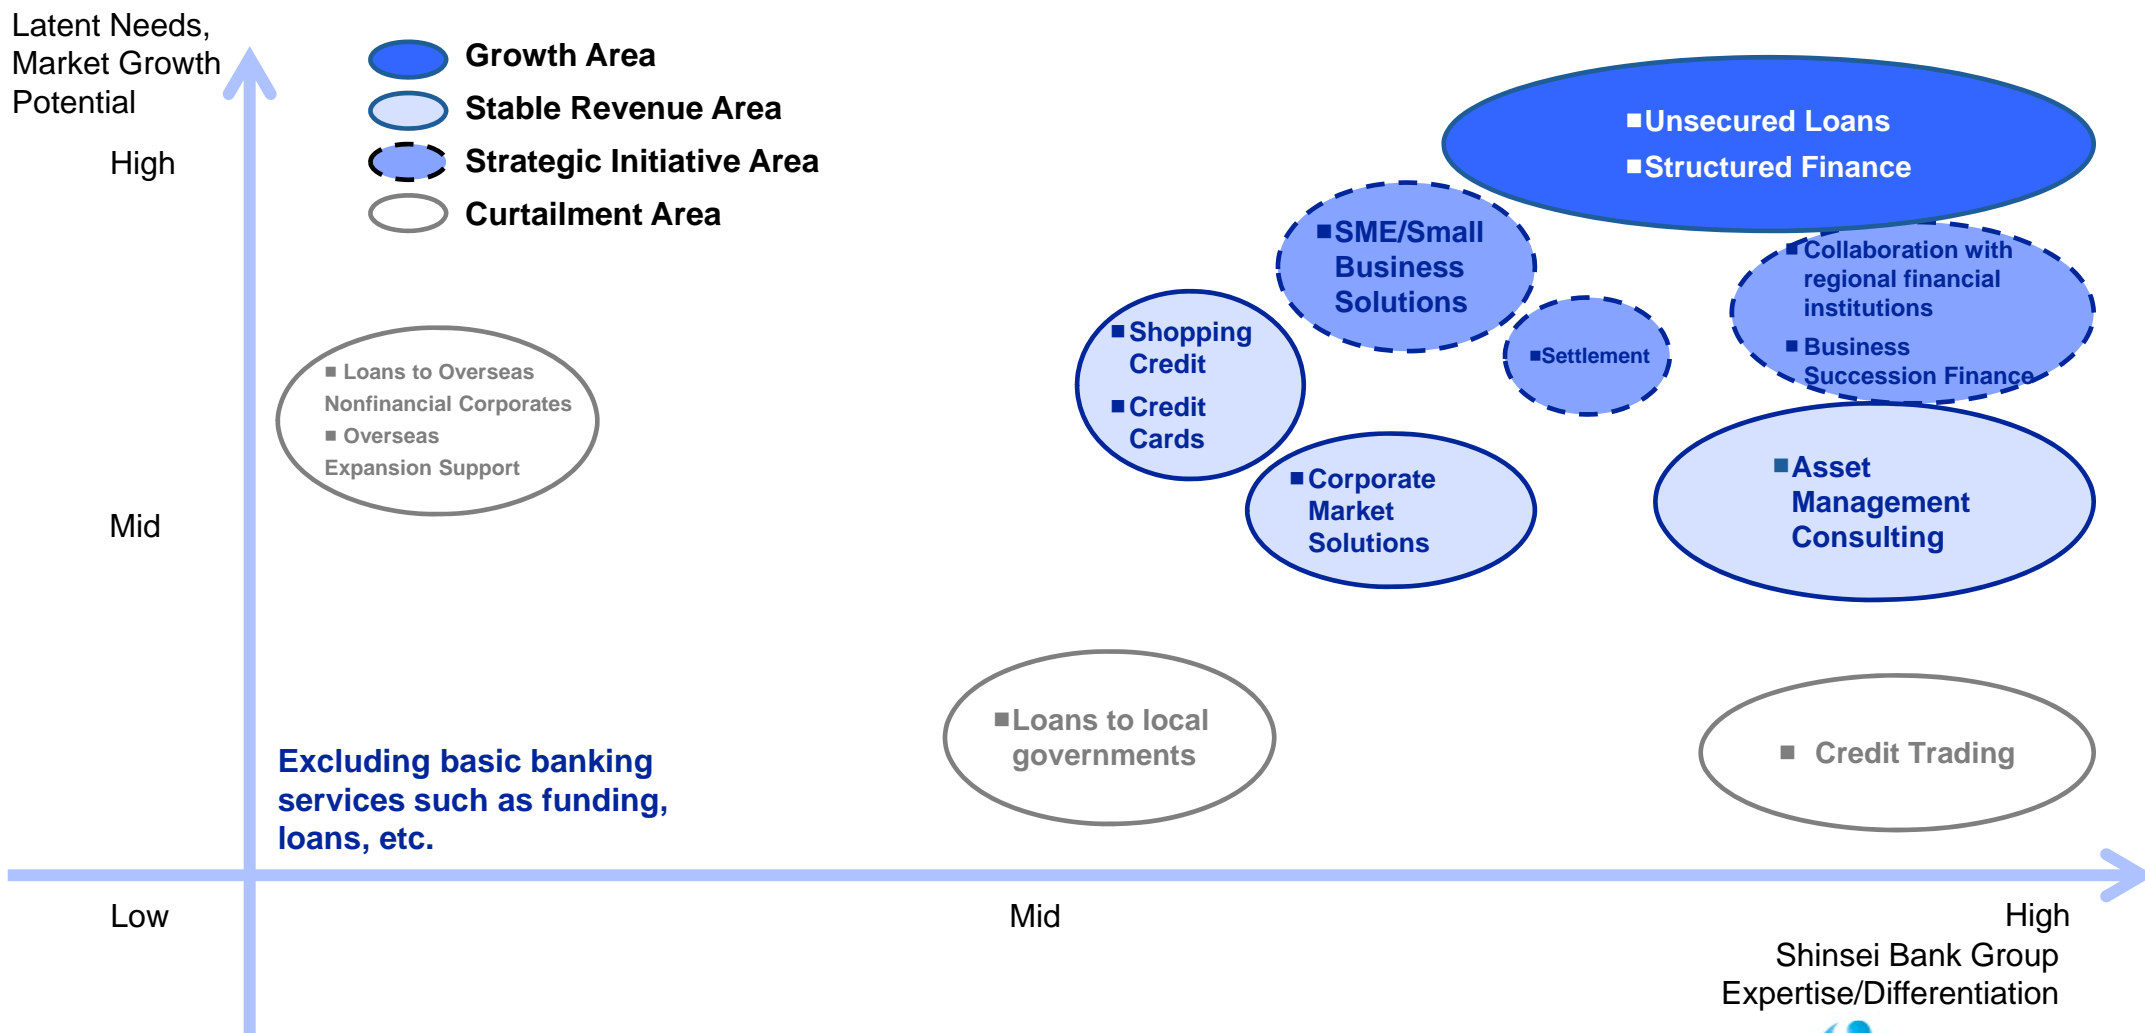 Latent Needs,
Market Growth
Potential
High
Mid
Low
Growth Area
Stable Revenue Area
Strategic Initiative Area
Curtailment Area
■Unsecured Loans
■Structured Finance
■SME/Small
Business
Solutions
■ Collaboration with
regional financial
institutions
■ Business
Succession Finance
■Settlement
■Shopping
Credit
■Credit
Cards
■ Loans to Overseas
Nonfinancial Corporates
■ Overseas
Expansion Support
■Corporate
Market
Solutions
■Asset
Management
Consulting
■Loans to local
governments
■ Credit Trading
Excluding basic banking
services such as funding,
loans, etc.
Mid
High
Shinsei Bank Group
Expertise/Differentiation